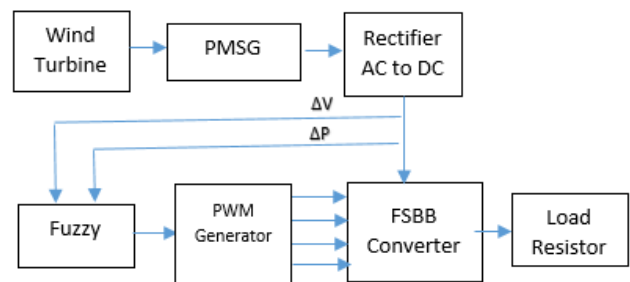 Wind
Turbine
PMSG
Rectifier
AC to DC
ΔV
ΔP
Fuzzy
PWM
Generator
FSBB
Converter
Load
Resistor